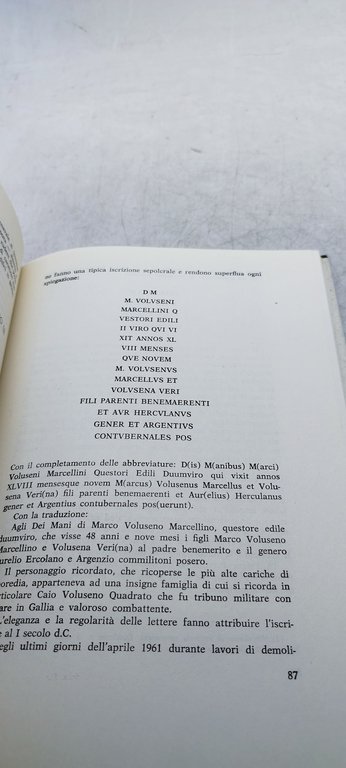 no fanno una tipica iscrizione sepolcrale e rendono superflua ogni
spiegazione:
D M
M. VOLVSENI
MARCELLINI Q
VESTORI EDILI
II VIRO QVI VI
XIT ANNOS XL
VIII MENSES
QVE NOVEM
M. VOLVSENVS
MARCELLVS ET
VOLVSENA VERI
FILI PARENTI BENEMAERENTI
ET AVR HERCVLANVS
GENER ET ARGENTIVS
CONTVBERNALES POS
Con il completamento delle abbreviature: D(is) M(anibus) M(arci)
Voluseni Marcellini Questori Edili Duumviro qui vixit annos
XLVIII mensesque novem M(arcus) Volusenus Marcellus et Volu-
sena Veri(na) fili parenti benemaerenti et Aur(elius) Herculanus
gener et Argentius contubernales pos(uerunt).
Con la traduzione:
Agli Dei Mani di Marco Voluseno Marcellino, questore edile
duumviro, che visse 48 anni e nove mesi i figli Marco Voluseno
Marcellino e Volusena Veri(na) al padre benemerito e il genero
urelio Ercolano e Argenzio commilitoni posero.
Il personaggio ricordato, che ricoperse le più alte cariche di
poredia, apparteneva ad una insigne famiglia di cui si ricorda in
rticolare Caio Voluseno Quadrato che fu tribuno militare con
are in Gallia e valoroso combattente.
L'eleganza e la regolarità delle lettere fanno attribuire l'iscri-
e al I secolo d.C.
egli ultimi giorni dell'aprile 1961 durante lavori di demoli-
87